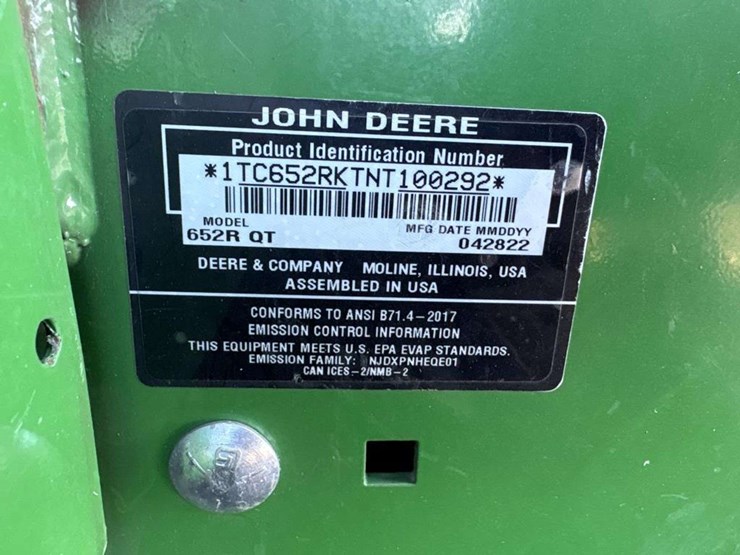 JOHN DEERE
Product Identification Number
*1TC652RKTNT100292*
MODEL MFG DATE MMDDYY
652R QT 042822
DEERE & COMPANY MOLINE, ILLINOIS, USA
ASSEMBLED IN USA
CONFORMS TO ANSI B71.4-2017
EMISSION CONTROL INFORMATION
THIS EQUIPMENT MEETS U.S. EPA EVAP STANDARDS.
EMISSION FAMILY: NJDXPNHEQE01
CAN ICES-2/NMB-2